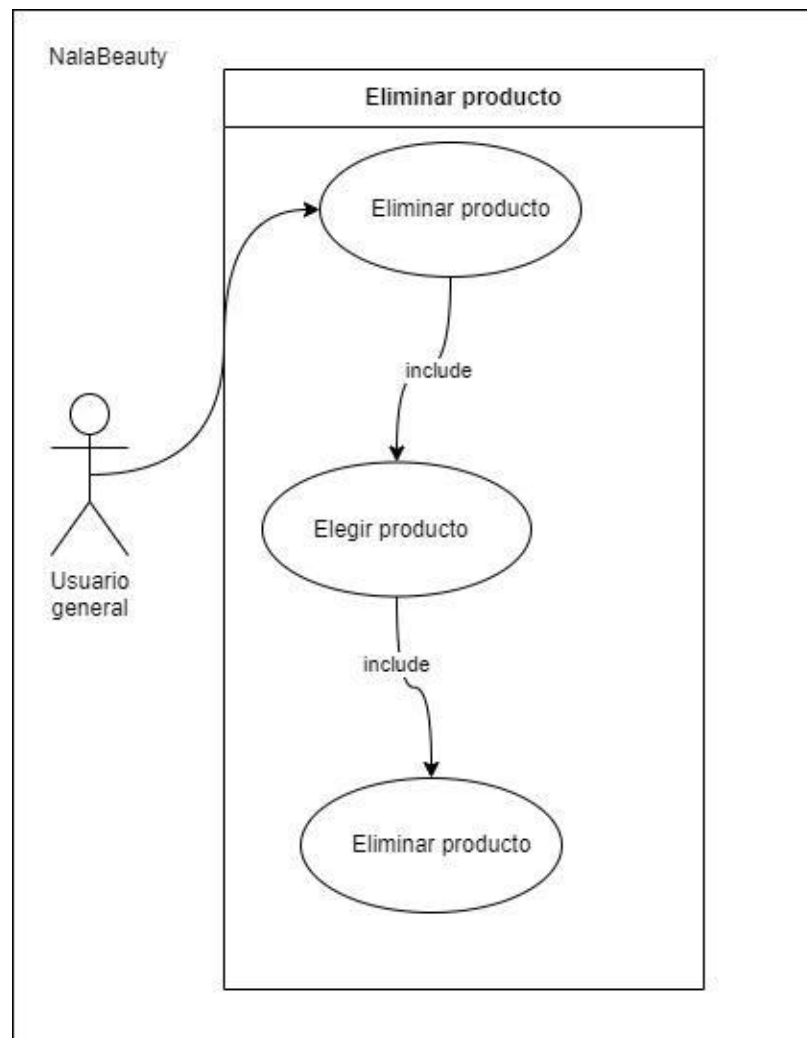 NalaBeauty
Eliminar producto
Eliminar producto
include
Elegir producto
Usuario
general
include
Eliminar producto